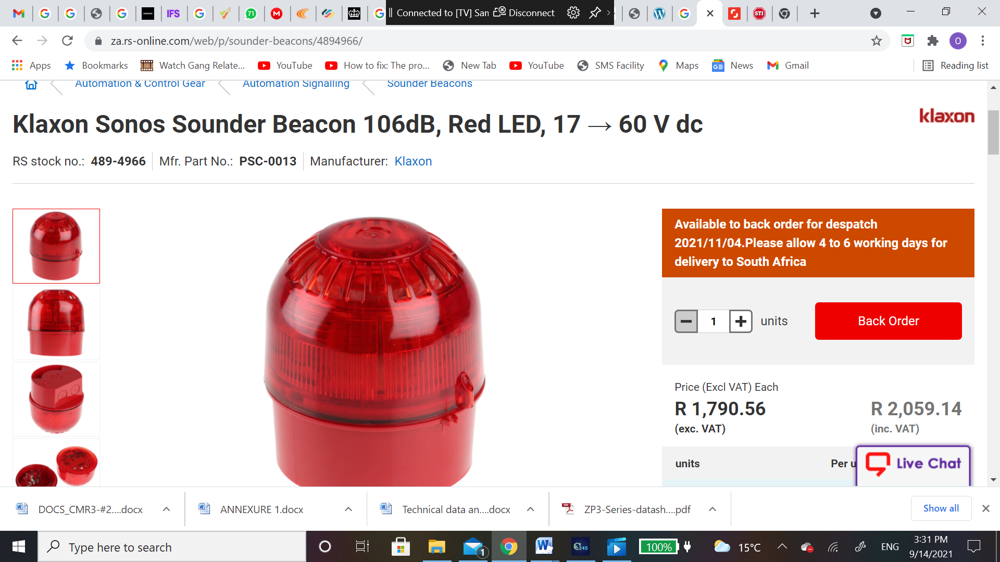 IFS
71
Connected to [TV] San
Disconnect
STI
za.rs-online.com/web/p/sounder-beacons/4894966/
O
Apps
Bookmarks
Watch Gang Relate...
YouTube
How to fix: The pro...
New Tab
YouTube
SMS Facility
Maps
News
Gmail
Reading list
Automation & Control Gear
Automation Signalling
Sounder Beacons
Klaxon Sonos Sounder Beacon 106dB, Red LED, 17 → 60 V dc
klaxon
RS stock no.: 489-4966
Mfr. Part No.: PSC-0013
Manufacturer: Klaxon
Available to back order for despatch
2021/11/04.Please allow 4 to 6 working days for
delivery to South Africa
1
units
Back Order
Price (Excl VAT) Each
R 1,790.56
R 2,059.14
(exc. VAT)
(inc. VAT)
units
Per u
Live Chat
DOCS_CMR3-#2....docx
ANNEXURE 1.docx
Technical data an....docx
ZP3-Series-datash....pdf
Show all
Type here to search
1
€245
100%
15°C
ENG
3:31 PM
9/14/2021